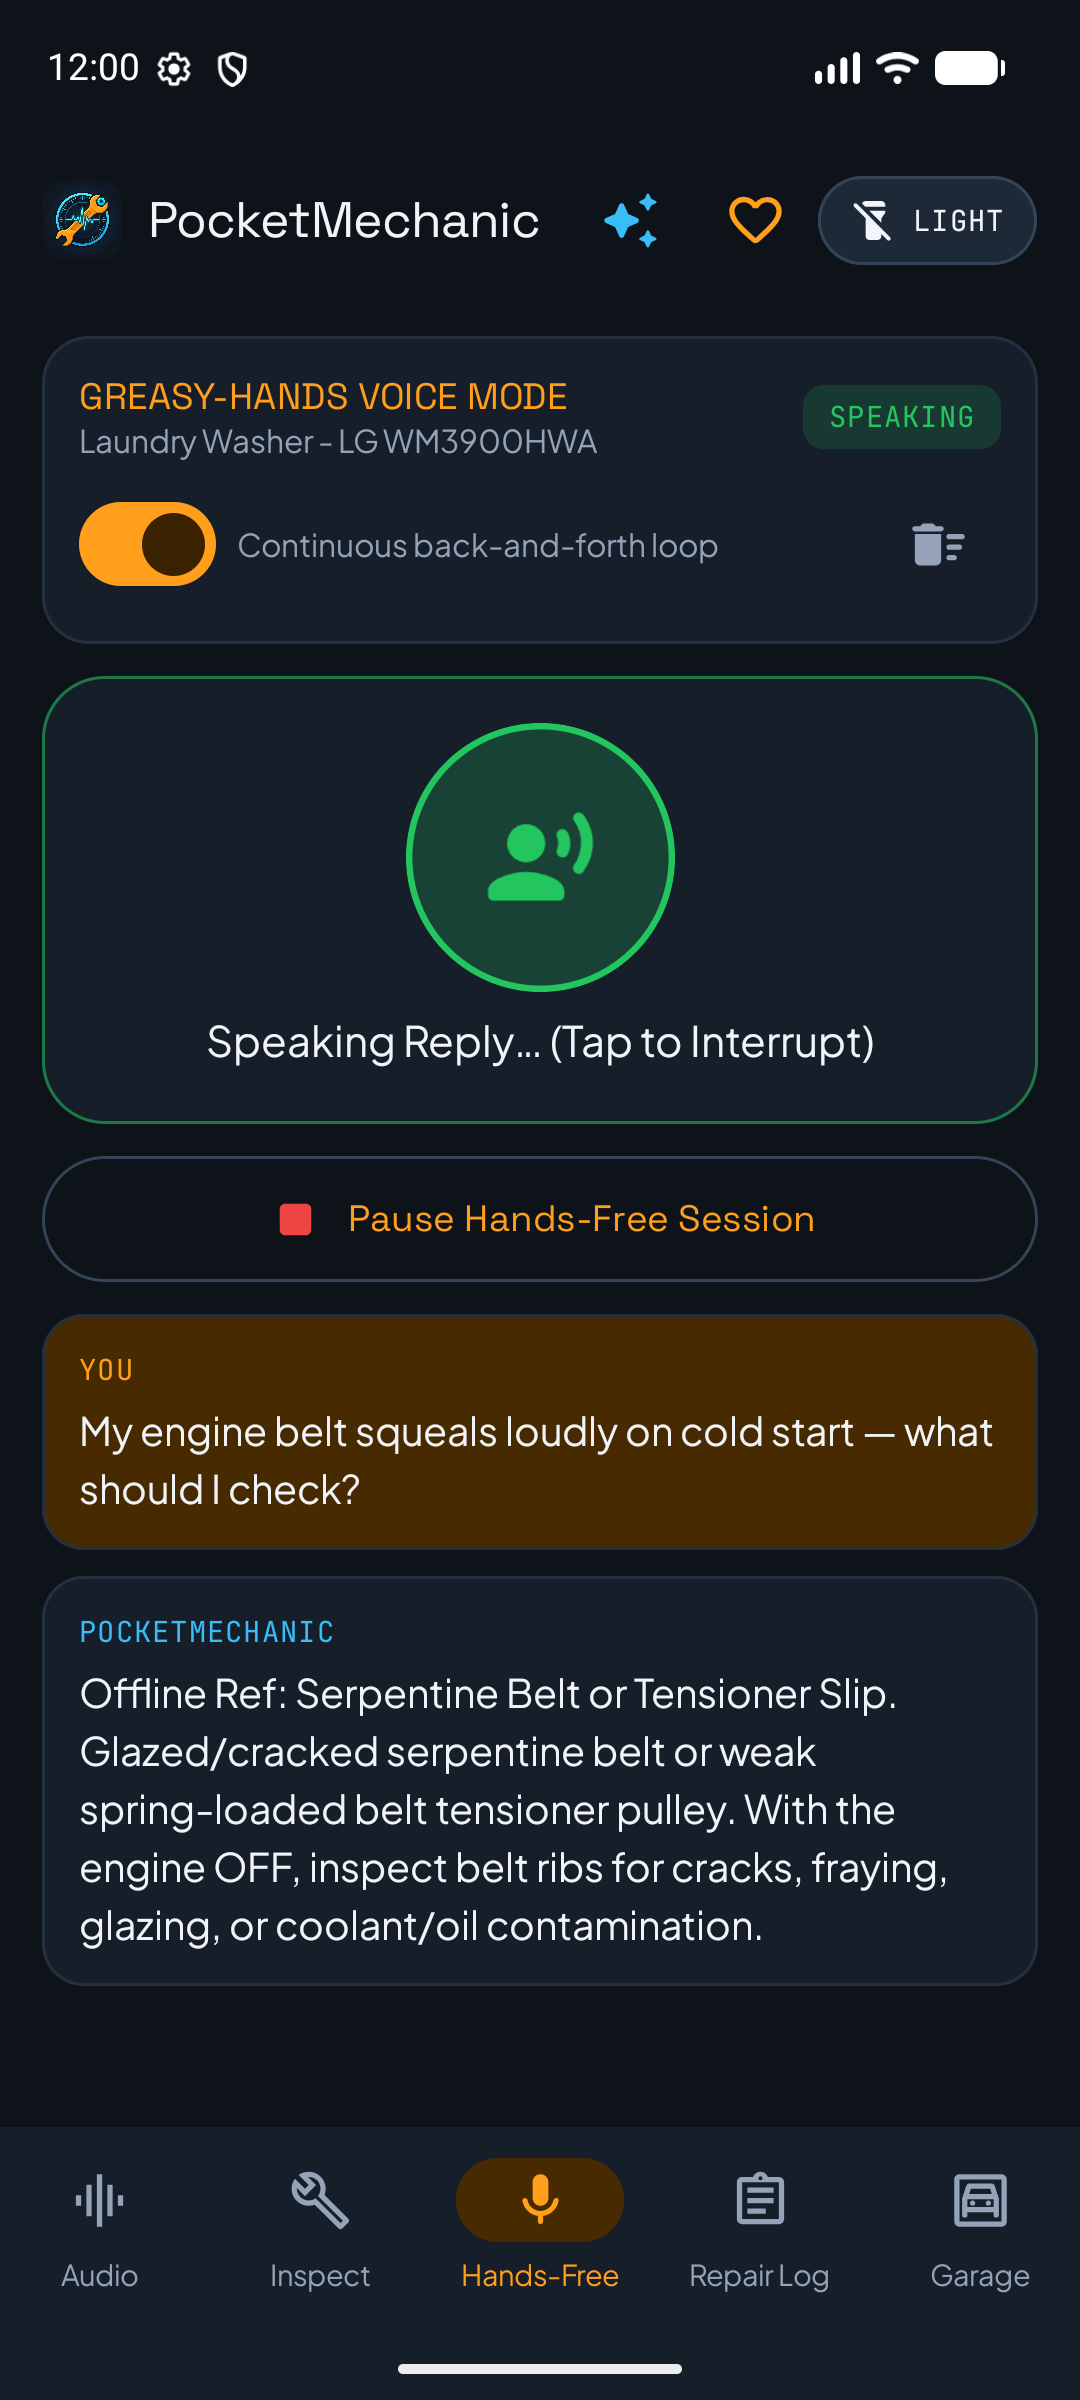 12:00
PocketMechanic
LIGHT
GREASY-HANDS VOICE MODE
Laundry Washer - LG WM3900HWA
SPEAKING
Continuous back-and-forth loop
Speaking Reply... (Tap to Interrupt)
Pause Hands-Free Session
YOU
My engine belt squeals loudly on cold start — what
should I check?
POCKETMECHANIC
Offline Ref: Serpentine Belt or Tensioner Slip.
Glazed/cracked serpentine belt or weak
spring-loaded belt tensioner pulley. With the
engine OFF, inspect belt ribs for cracks, fraying,
glazing, or coolant/oil contamination.
Audio
Inspect
Hands-Free
Repair Log
Garage